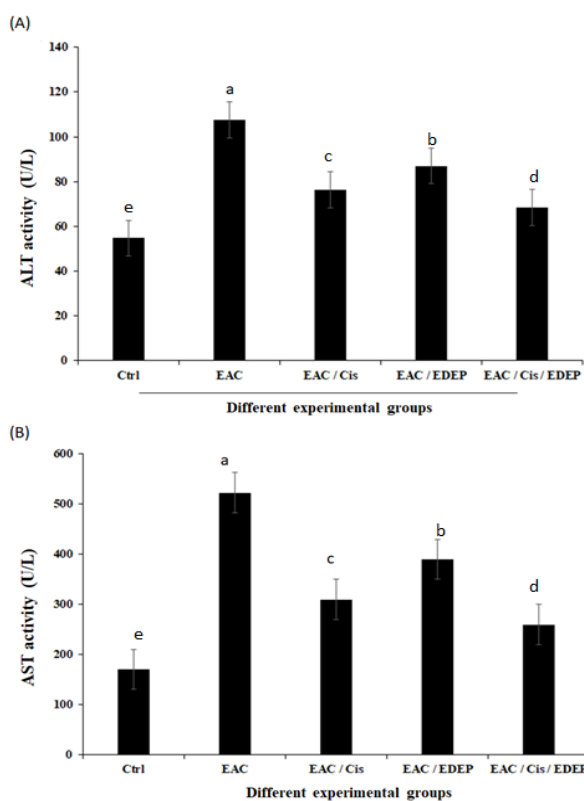 (A)
140
120
100
80
60
40
20
0
ALT activity (U/L)
a
b
c
d
e
Ctrl EAC EAC / Cis EAC / EDEP EAC / Cis / EDEP
Different experimental groups
(B)
600
500
400
300
200
100
0
AST activity (U/L)
a
b
c
d
e
Ctrl EAC EAC / Cis EAC / EDEP EAC / Cis / EDEP
Different experimental groups